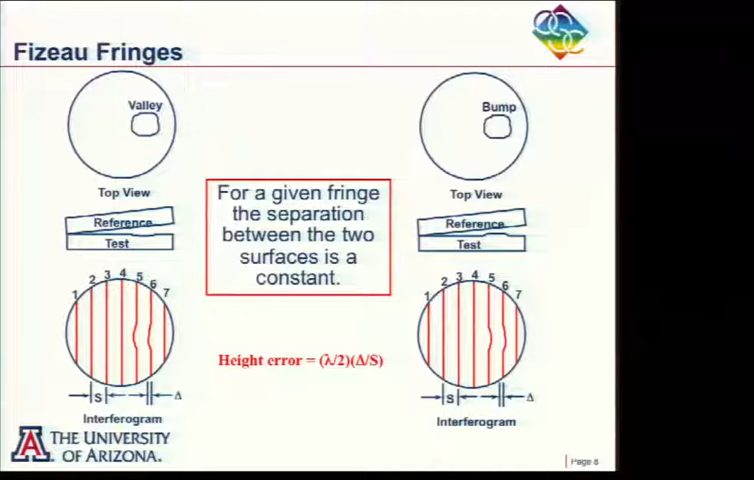 Fizeau Fringes
Valley
Top View
Reference
Test
1 2 3 4 5 6 7
S
Δ
Interferogram
For a given fringe
the separation
between the two
surfaces is a
constant.
Height error = (λ/2)(Δ/S)
Bump
Top View
Reference
Test
1 2 3 4 5 6 7
S
Δ
Interferogram
A
THE UNIVERSITY
OF ARIZONA.
Page 8